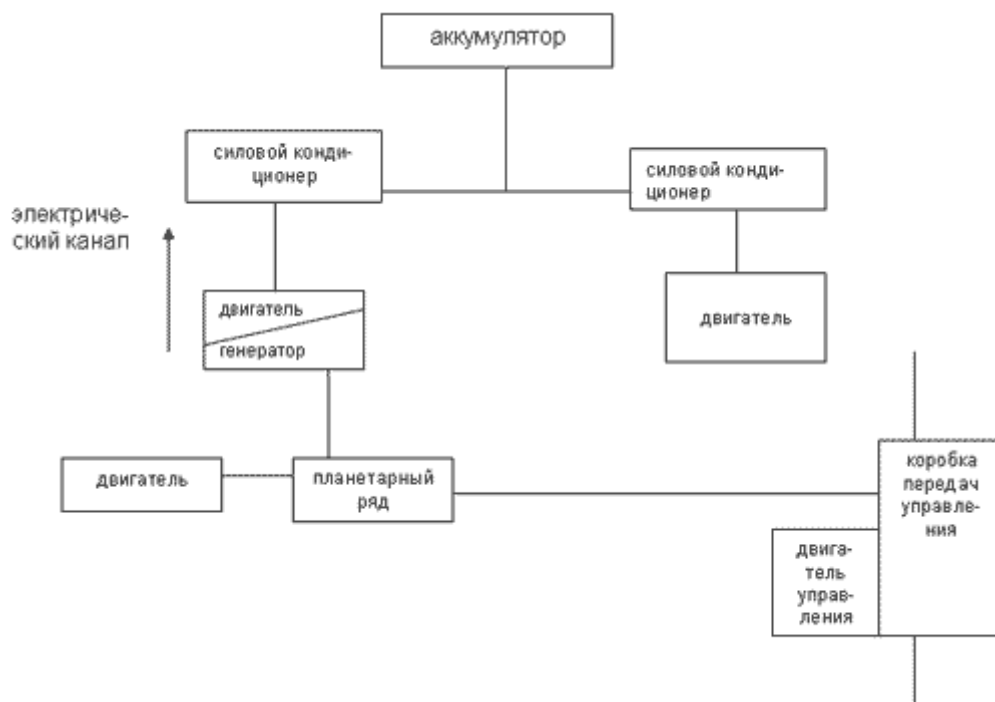 аккумулятор
силовой конди-
ционер
силовой конди-
ционер
электриче-
ский канал
двигатель
генератор
двигатель
двигатель
планетарный
ряд
коробка
передач
управле-
ния
двига-
тель
управ-
ления